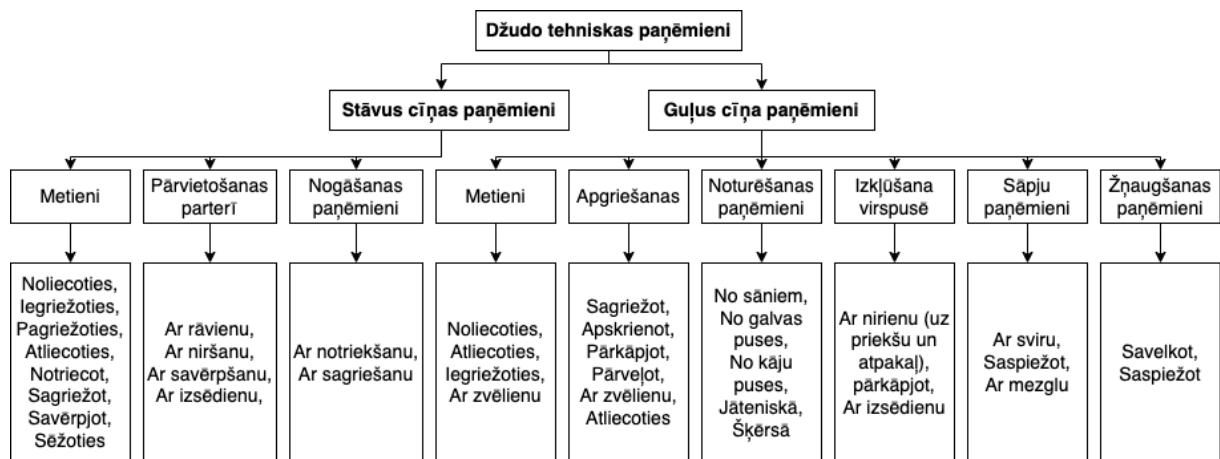 Džudo tehniskas paņēmieni
Stāvus cīņas paņēmieni
Guļus cīņa paņēmieni
Metieni
Pārvietošanas
parterī
Nogāšanas
paņēmieni
Metieni
Apgriešanas
Noturēšanas
paņēmieni
Izkļūšana
virspusē
Sāpju
paņēmieni
Žņaugšanas
paņēmieni
Noliecoties,
Iegriežoties,
Pagriežoties,
Atliecoties,
Notriecot,
Sagriežot,
Savērpjot,
Sēžoties
Ar rāvienu,
Ar niršanu,
Ar savērpšanu,
Ar izsēdienu,
Ar notriekšanu,
Ar sagriešanu
Noliecoties,
Atliecoties,
Iegriežoties,
Ar zvēlienu
Sagriežot,
Apskrienot,
Pārkāpjot,
Pārveļot,
Ar zvēlienu,
Atliecoties
No sāniem,
No galvas
puses,
No kāju
puses,
Jāteniskā,
Šķērsā
Ar nirienu (uz
priekšu un
atpakaļ),
pārkāpjot,
Ar izsēdienu
Ar sviru,
Saspiežot,
Ar mezglu
Savelkot,
Saspiežot